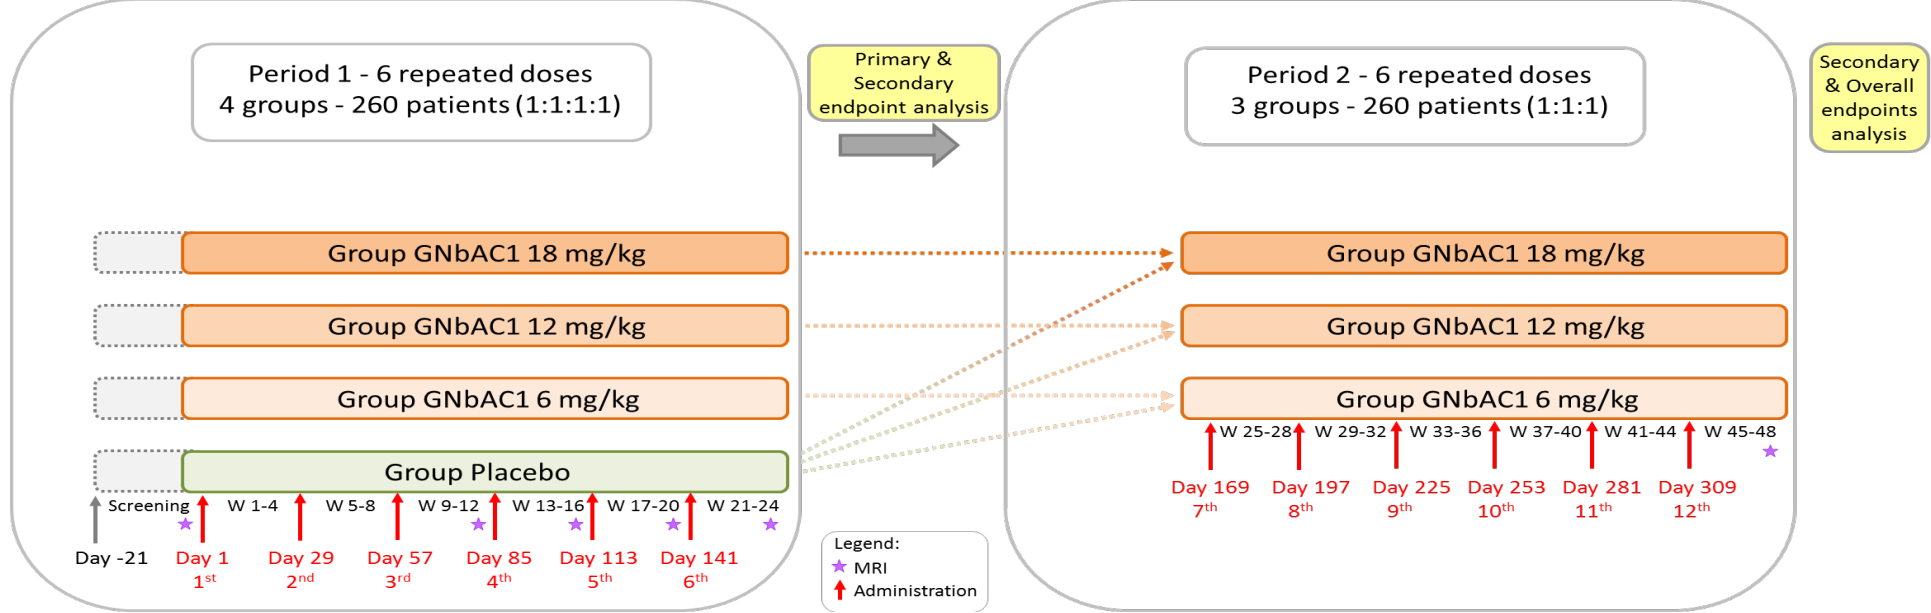 Period 1 - 6 repeated doses
4 groups - 260 patients (1:1:1:1)
Primary &
Secondary
endpoint analysis
Period 2 - 6 repeated doses
3 groups - 260 patients (1:1:1)
Secondary
& Overall
endpoints
analysis
Group GNbAC1 18 mg/kg
Group GNbAC1 12 mg/kg
Group GNbAC1 6 mg/kg
Group Placebo
Screening W 1-4 W 5-8 W 9-12 W 13-16 W 17-20 W 21-24
Day -21 Day 1 Day 29 Day 57 Day 85 Day 113 Day 141
1st 2nd 3rd 4th 5th 6th
Group GNbAC1 18 mg/kg
Group GNbAC1 12 mg/kg
Group GNbAC1 6 mg/kg
W 25-28 W 29-32 W 33-36 W 37-40 W 41-44 W 45-48
Day 169 Day 197 Day 225 Day 253 Day 281 Day 309
7th 8th 9th 10th 11th 12th
Legend:
MRI
Administration